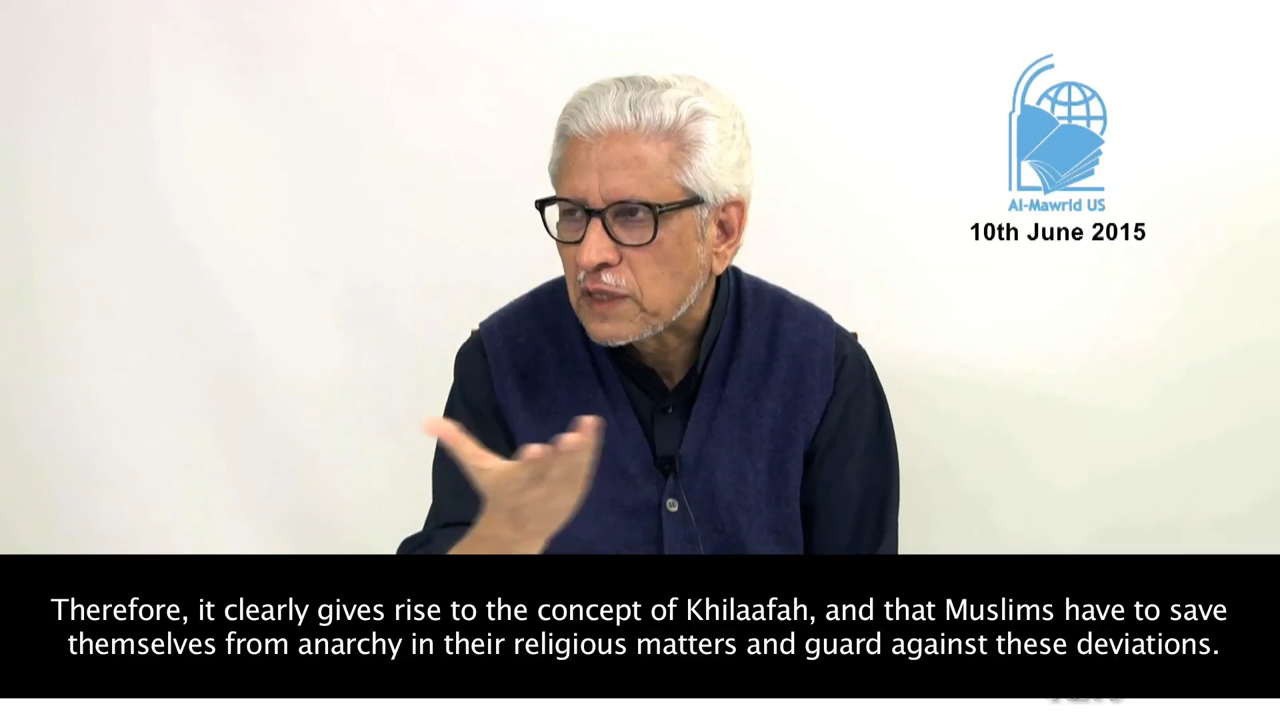 Al-Mawrid US
10th June 2015
Therefore, it clearly gives rise to the concept of Khilaafah, and that Muslims have to save
themselves from anarchy in their religious matters and guard against these deviations.